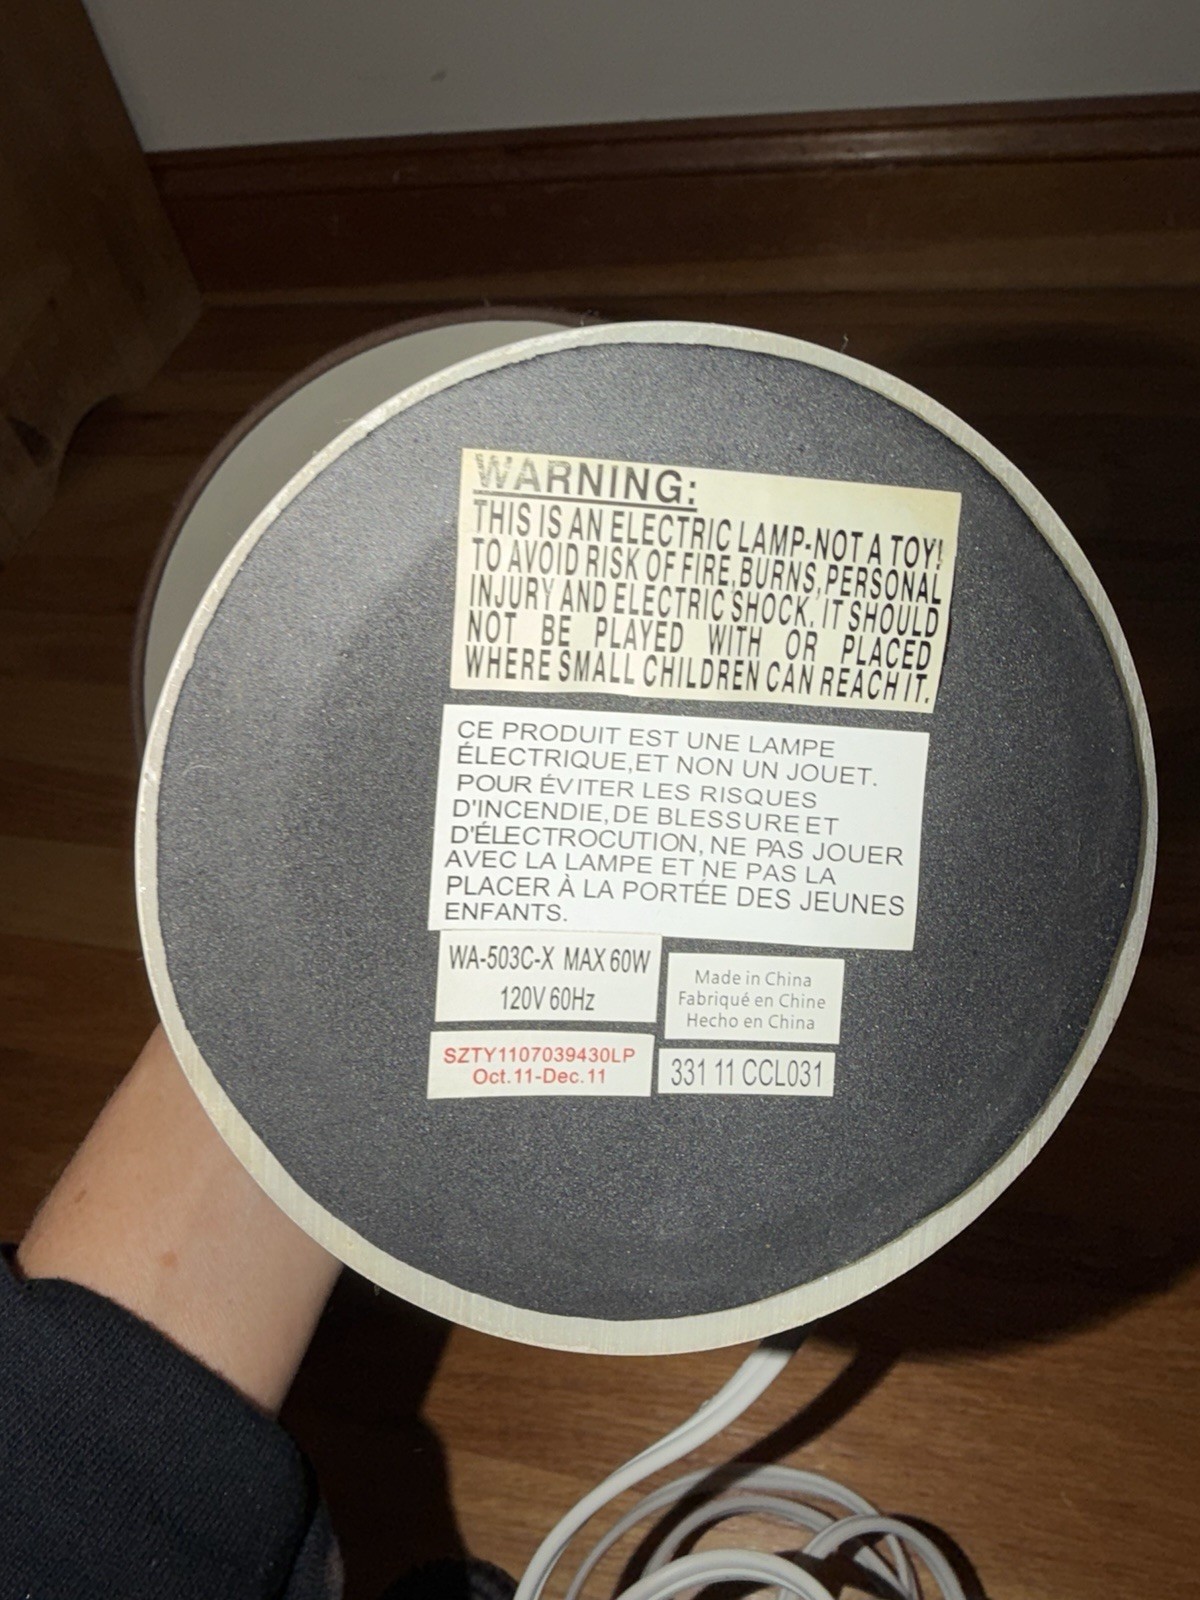 WARNING:
THIS IS AN ELECTRIC LAMP-NOT A TOY!
TO AVOID RISK OF FIRE,BURNS,PERSONAL
INJURY AND ELECTRIC SHOCK. IT SHOULD
NOT BE PLAYED WITH OR PLACED
WHERE SMALL CHILDREN CAN REACH IT.
CE PRODUIT EST UNE LAMPE
ÉLECTRIQUE,ET NON UN JOUET.
POUR ÉVITER LES RISQUES
D'INCENDIE,DE BLESSURE ET
D'ÉLECTROCUTION, NE PAS JOUER
AVEC LA LAMPE ET NE PAS LA
PLACER À LA PORTÉE DES JEUNES
ENFANTS.
WA-503C-X MAX 60W
120V 60Hz
Made in China
Fabriqué en Chine
Hecho en China
SZTY1107039430LP
Oct.11-Dec.11
331 11 CCL031